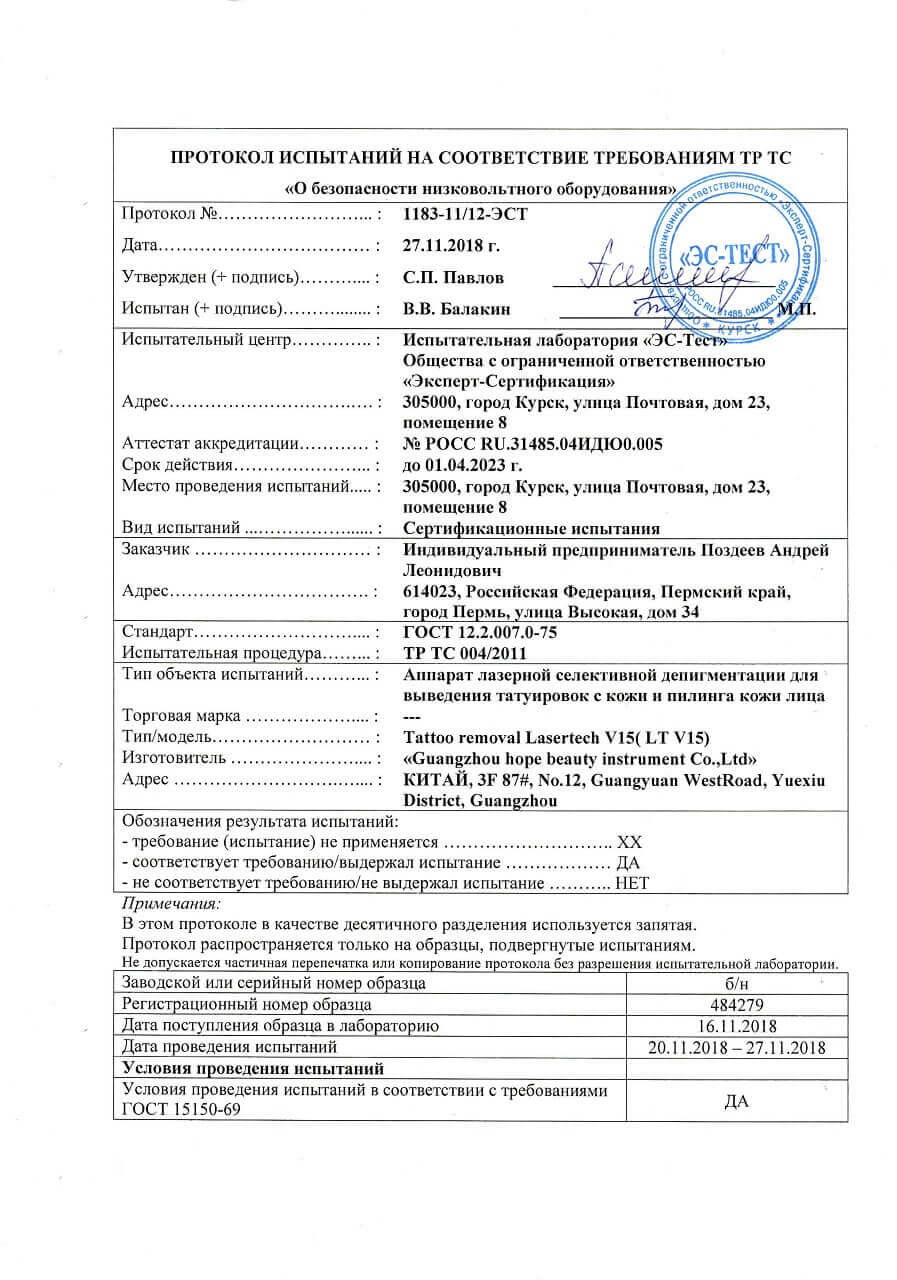 ПРОТОКОЛ ИСПЫТАНИЙ НА СООТВЕТСТВИЕ ТРЕБОВАНИЯМ ТР ТС
«О безопасности низковольтного оборудования»
Протокол №…………………….. : 1183-11/12-ЭСТ
Дата……………………………… : 27.11.2018 г.
Утвержден (+ подпись)………... : С.П. Павлов
Испытан (+ подпись)………........ : В.В. Балакин М.П.
«ЭС-ТЕСТ»
РОСС RU.31485.04ИДЮ0.005
КУРСК
Испытательный центр………….. : Испытательная лаборатория «ЭС-Тест»
Общества с ограниченной ответственностью
«Эксперт-Сертификация»
Адрес…………………………….. : 305000, город Курск, улица Почтовая, дом 23,
помещение 8
Аттестат аккредитации………… : № РОСС RU.31485.04ИДЮ0.005
Срок действия………………….. : до 01.04.2023 г.
Место проведения испытаний..... : 305000, город Курск, улица Почтовая, дом 23,
помещение 8
Вид испытаний ...……………...... : Сертификационные испытания
Заказчик ………………………… : Индивидуальный предприниматель Поздеев Андрей
Леонидович
Адрес……………………………. : 614023, Российская Федерация, Пермский край,
город Пермь, улица Высокая, дом 34
Стандарт………………………... : ГОСТ 12.2.007.0-75
Испытательная процедура…….. : ТР ТС 004/2011
Тип объекта испытаний……….. : Аппарат лазерной селективной депигментации для
выведения татуировок с кожи и пилинга кожи лица
Торговая марка ………………... : ---
Тип/модель……………………… : Tattoo removal Lasertech V15( LT V15)
Изготовитель …………………... : «Guangzhou hope beauty instrument Co.,Ltd»
Адрес …………………………... : КИТАЙ, 3F 87#, No.12, Guangyuan WestRoad, Yuexiu
District, Guangzhou
Обозначения результата испытаний:
- требование (испытание) не применяется ………………………. ХХ
- соответствует требованию/выдержал испытание ……………… ДА
- не соответствует требованию/не выдержал испытание ……….. НЕТ
Примечания:
В этом протоколе в качестве десятичного разделения используется запятая.
Протокол распространяется только на образцы, подвергнутые испытаниям.
Не допускается частичная перепечатка или копирование протокола без разрешения испытательной лаборатории.
Заводской или серийный номер образца б/н
Регистрационный номер образца 484279
Дата поступления образца в лабораторию 16.11.2018
Дата проведения испытаний 20.11.2018 – 27.11.2018
Условия проведения испытаний
Условия проведения испытаний в соответствии с требованиями
ГОСТ 15150-69 ДА